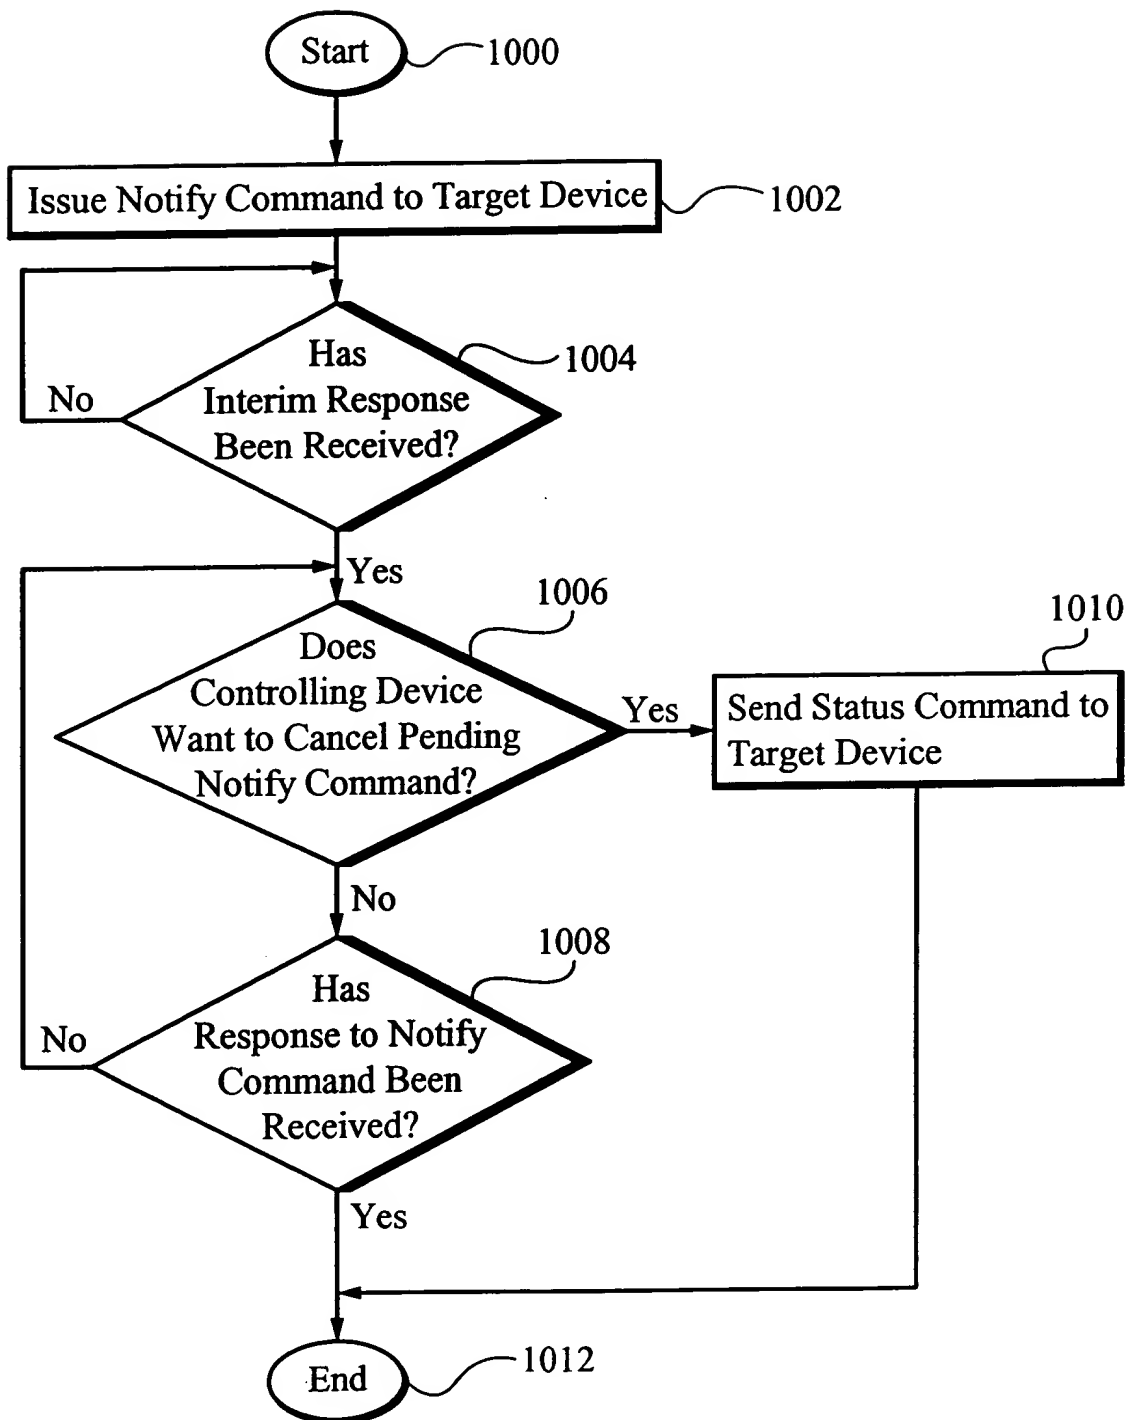 Start
1000
Issue Notify Command to Target Device
1002
Has
Interim Response
Been Received?
1004
No
Yes
1006
Does
Controlling Device
Want to Cancel Pending
Notify Command?
Yes
1010
Send Status Command to
Target Device
No
1008
Has
Response to Notify
Command Been
Received?
No
Yes
End
1012